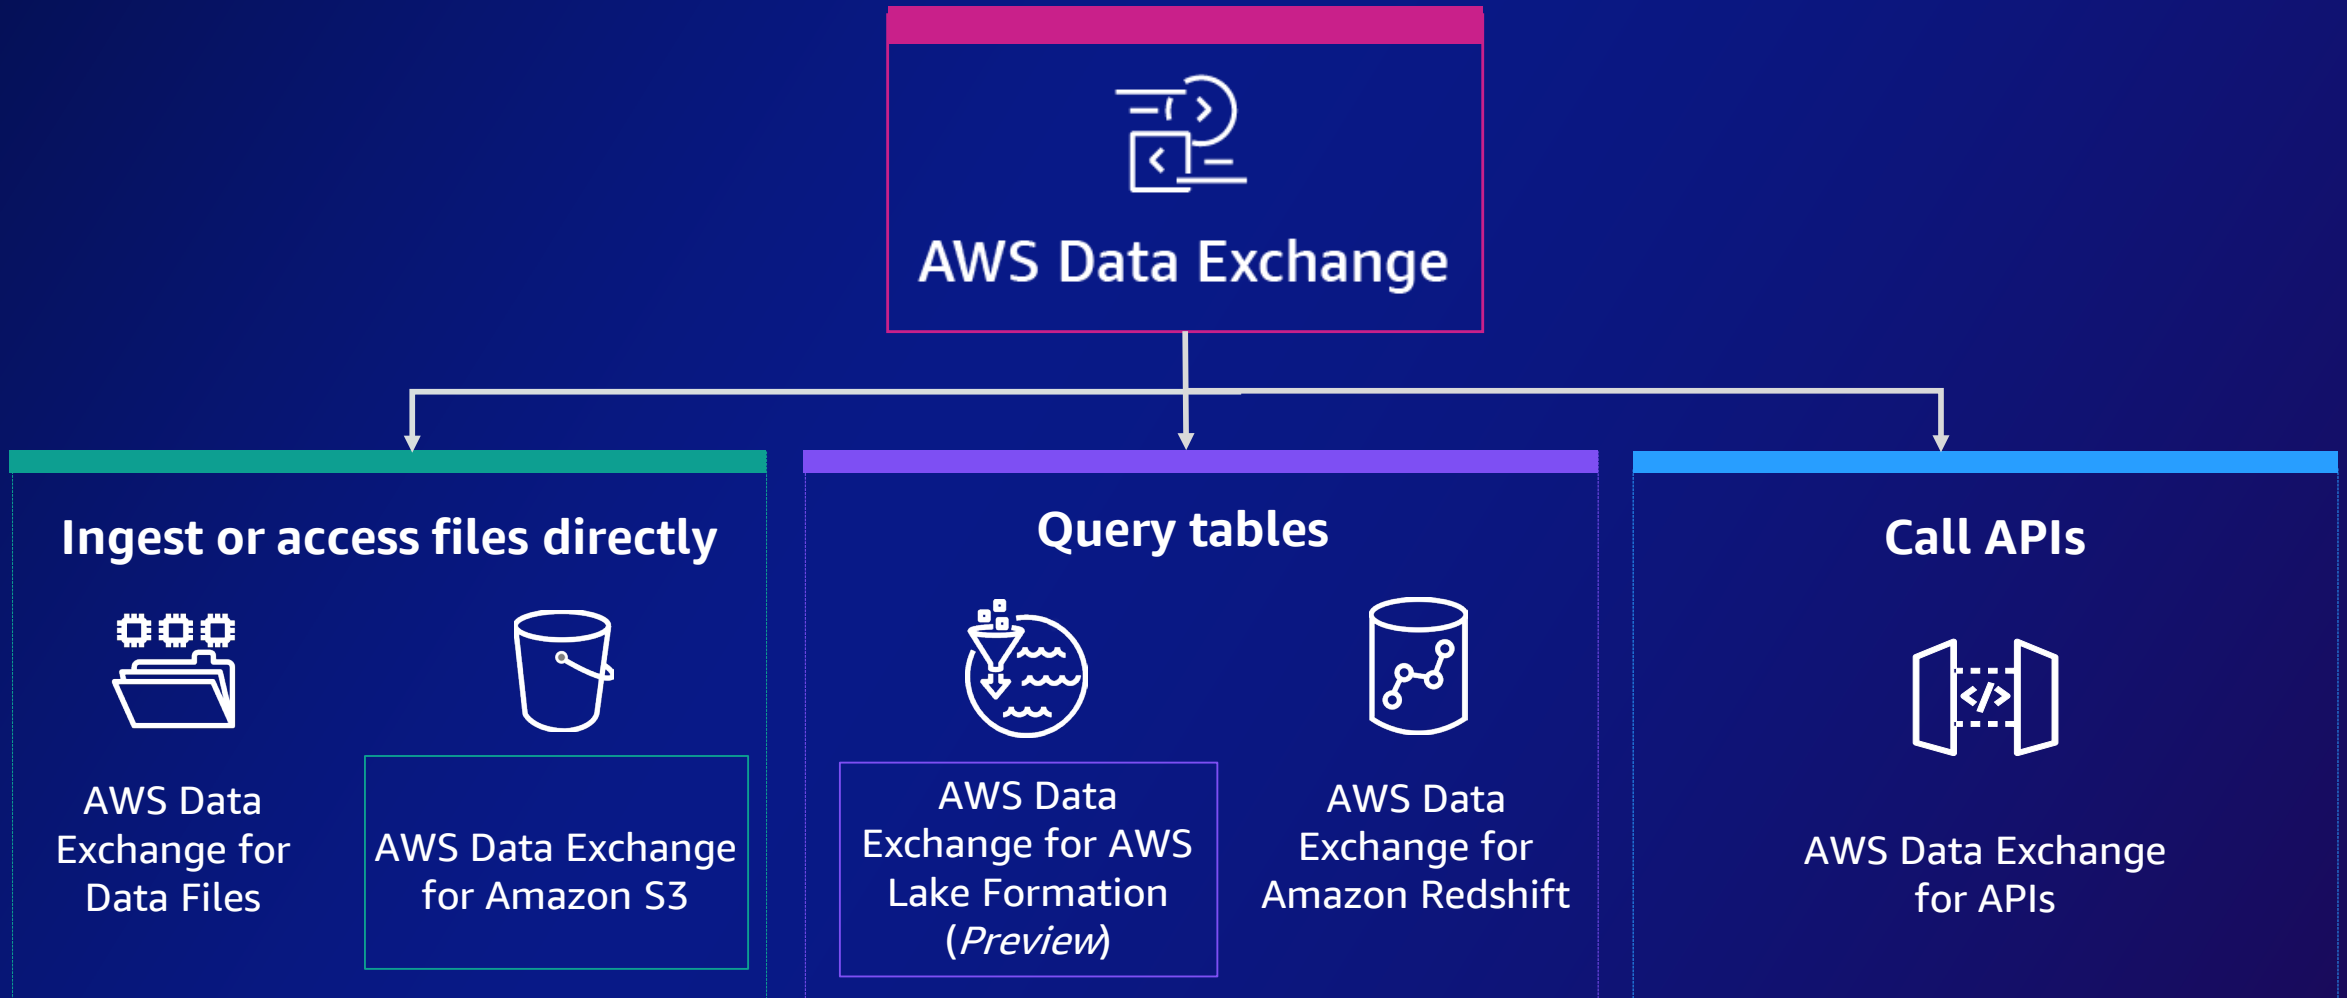 AWS Data Exchange
Ingest or access files directly
AWS Data
Exchange for
Data Files
AWS Data Exchange
for Amazon S3
Query tables
AWS Data
Exchange for AWS
Lake Formation
(Preview)
AWS Data
Exchange for
Amazon Redshift
Call APIs
AWS Data Exchange
for APIs